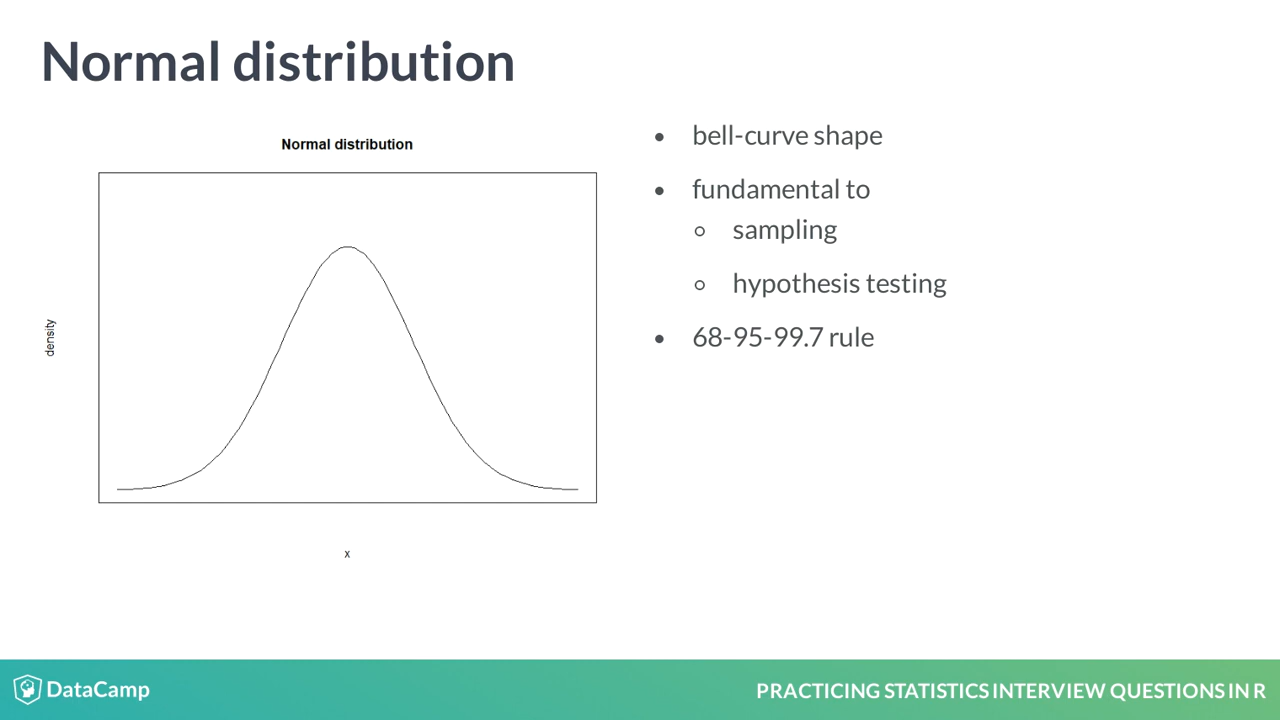 Normal distribution
Normal distribution
density
x
bell-curve shape
fundamental to
sampling
hypothesis testing
68-95-99.7 rule
DataCamp
PRACTICING STATISTICS INTERVIEW QUESTIONS IN R